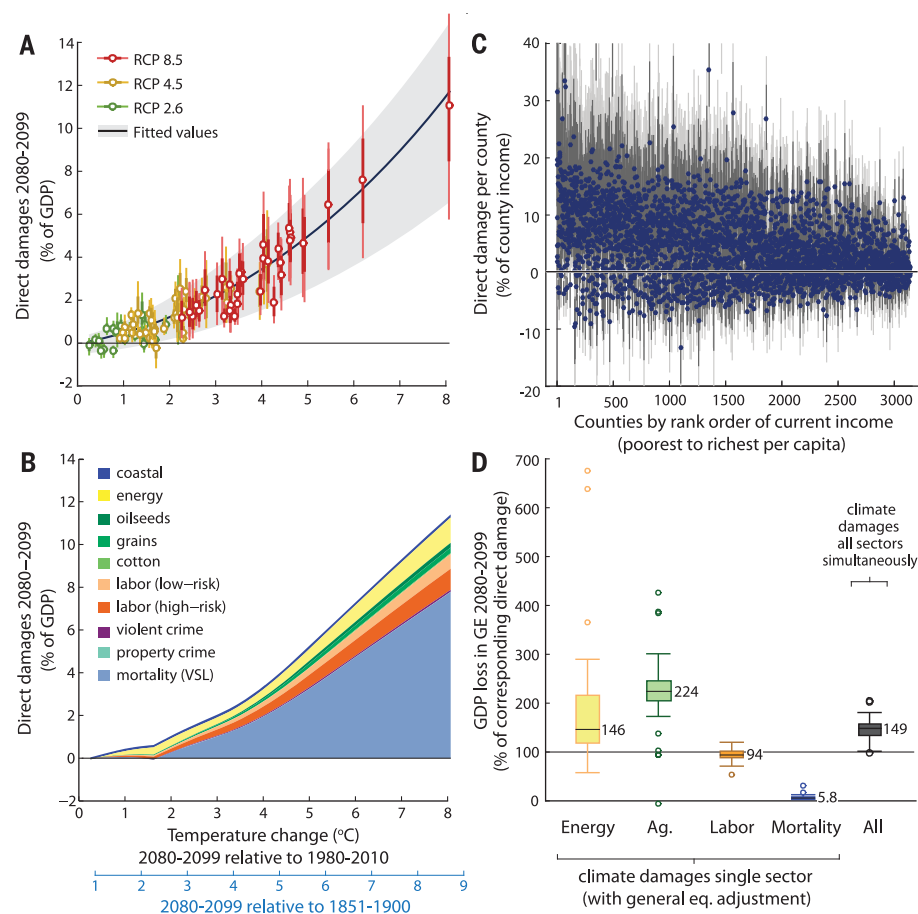 A
Direct damages 2080-2099
(% of GDP)
14
12
10
8
6
4
2
0
-2
RCP 8.5
RCP 4.5
RCP 2.6
Fitted values
0 1 2 3 4 5 6 7 8
B
Direct damages 2080–2099
(% of GDP)
14
12
10
8
6
4
2
0
−2
coastal
energy
oilseeds
grains
cotton
labor (low–risk)
labor (high–risk)
violent crime
property crime
mortality (VSL)
0 1 2 3 4 5 6 7 8
Temperature change (°C)
2080-2099 relative to 1980-2010
1 2 3 4 5 6 7 8 9
2080-2099 relative to 1851-1900
C
Direct damage per county
(% of county income)
40
30
20
10
0
-10
-20
1 500 1000 1500 2000 2500 3000
Counties by rank order of current income
(poorest to richest per capita)
D
GDP loss in GE 2080-2099
(% of corresponding direct damage)
700
600
500
400
300
200
100
0
climate
damages
all sectors
simultaneously
146
224
94
5.8
149
Energy Ag. Labor Mortality All
climate damages single sector
(with general eq. adjustment)